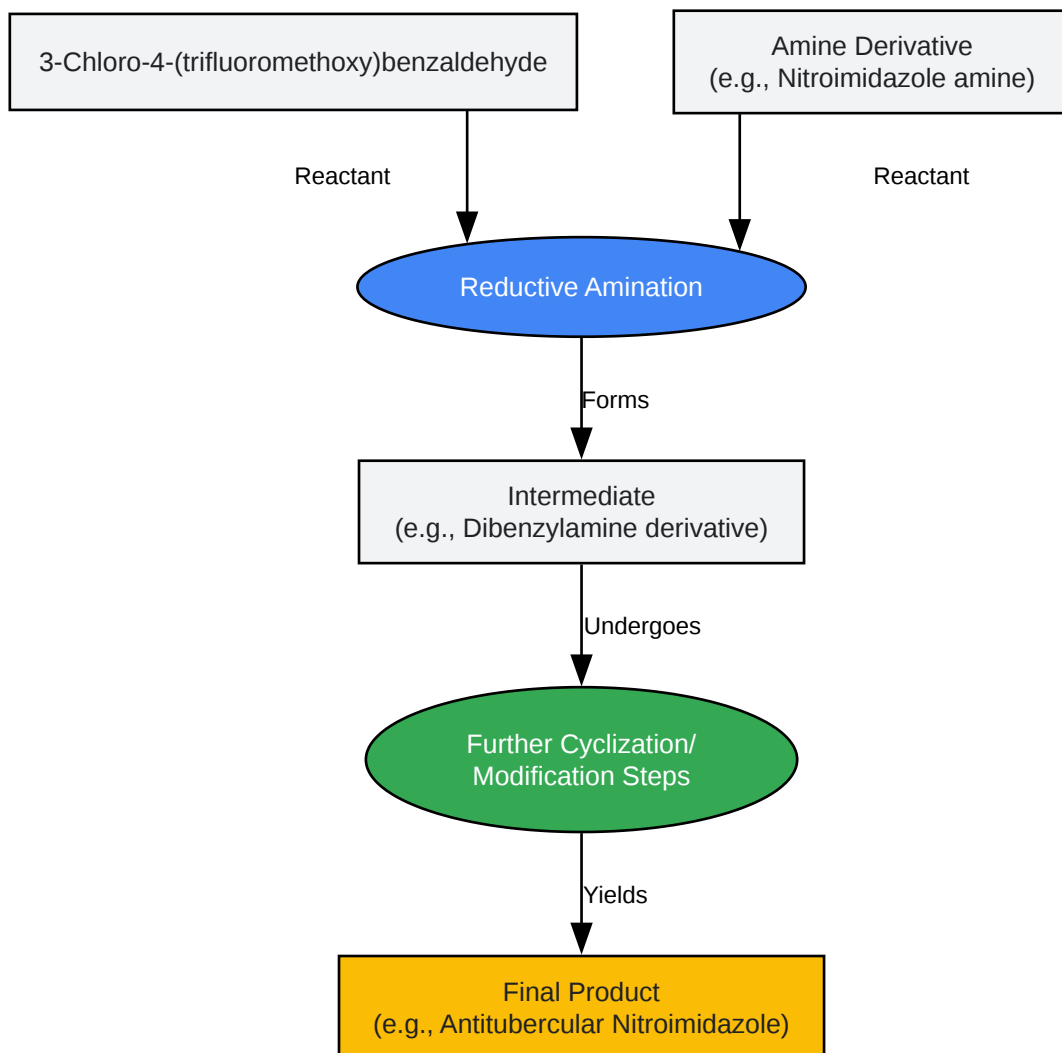 3-Chloro-4-(trifluoromethoxy)benzaldehyde
Amine Derivative
(e.g., Nitroimidazole amine)
Reactant
Reactant
Reductive Amination
Forms
Intermediate
(e.g., Dibenzylamine derivative)
Undergoes
Further Cyclization/
Modification Steps
Yields
Final Product
(e.g., Antitubercular Nitroimidazole)